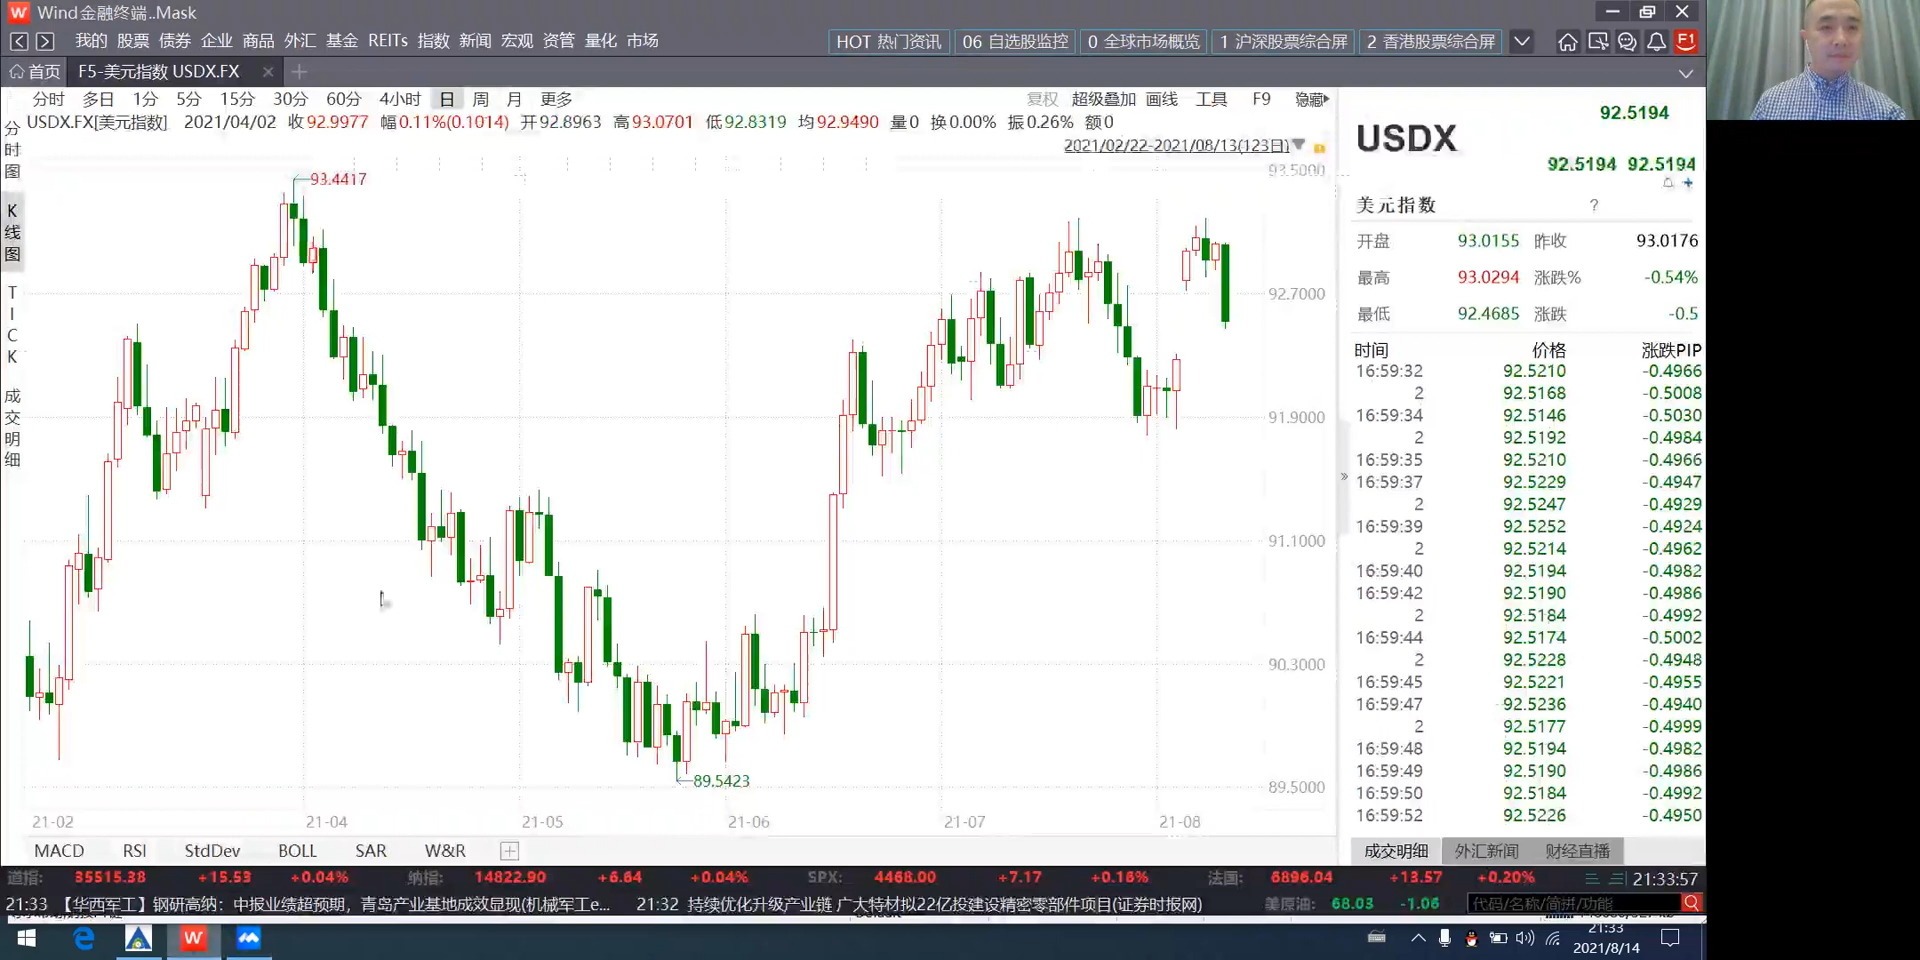 Wind金融终端..Mask
我的 股票 债券 企业 商品 外汇 基金 REITs 指数 新闻 宏观 资管 量化 市场
HOT 热门资讯 06 自选股监控 0 全球市场概览 1 沪深股票综合屏 2 香港股票综合屏 F1
首页 F5-美元指数 USDX.FX × +
分时 多日 1分 5分 15分 30分 60分 4小时 日 周 月 更多 复权 超级叠加 画线 工具 F9 隐藏
USDX.FX[美元指数] 2021/04/02 收92.9977 幅0.11%(0.1014) 开92.8963 高93.0701 低92.8319 均92.9490 量0 换0.00% 振0.26% 额0
2021/02/22-2021/08/13(123日)
分时图
K线图
TICK
成交明细
93.4417
89.5423
93.5000
92.7000
91.9000
91.1000
90.3000
89.5000
21-02 21-04 21-05 21-06 21-07 21-08
MACD RSI StdDev BOLL SAR W&R
USDX 92.5194
92.5194 92.5194
美元指数 ?
开盘 93.0155 昨收 93.0176
最高 93.0294 涨跌% -0.54%
最低 92.4685 涨跌 -0.5
时间 价格 涨跌PIP
16:59:32 92.5210 -0.4966
2 92.5168 -0.5008
16:59:34 92.5146 -0.5030
2 92.5192 -0.4984
16:59:35 92.5210 -0.4966
16:59:37 92.5229 -0.4947
2 92.5247 -0.4929
16:59:39 92.5252 -0.4924
2 92.5214 -0.4962
16:59:40 92.5194 -0.4982
16:59:42 92.5190 -0.4986
2 92.5184 -0.4992
16:59:44 92.5174 -0.5002
2 92.5228 -0.4948
16:59:45 92.5221 -0.4955
16:59:47 92.5236 -0.4940
2 92.5177 -0.4999
16:59:48 92.5194 -0.4982
16:59:49 92.5190 -0.4986
16:59:50 92.5184 -0.4992
16:59:52 92.5226 -0.4950
成交明细 外汇新闻 财经直播
道指: 35515.38 +15.53 +0.04% 纳指: 14822.90 +6.64 +0.04% SPX: 4468.00 +7.17 +0.16% 法国: 6896.04 +13.57 +0.20% 21:33:57
21:33 【华西军工】钢研高纳:中报业绩超预期,青岛产业基地成效显现(机械军工e... 21:32 持续优化升级产业链 广大特材拟22亿投建设精密零部件项目(证券时报网) 美原油: 68.03 -1.06 代码/名称/简拼/功能
21:33
2021/8/14